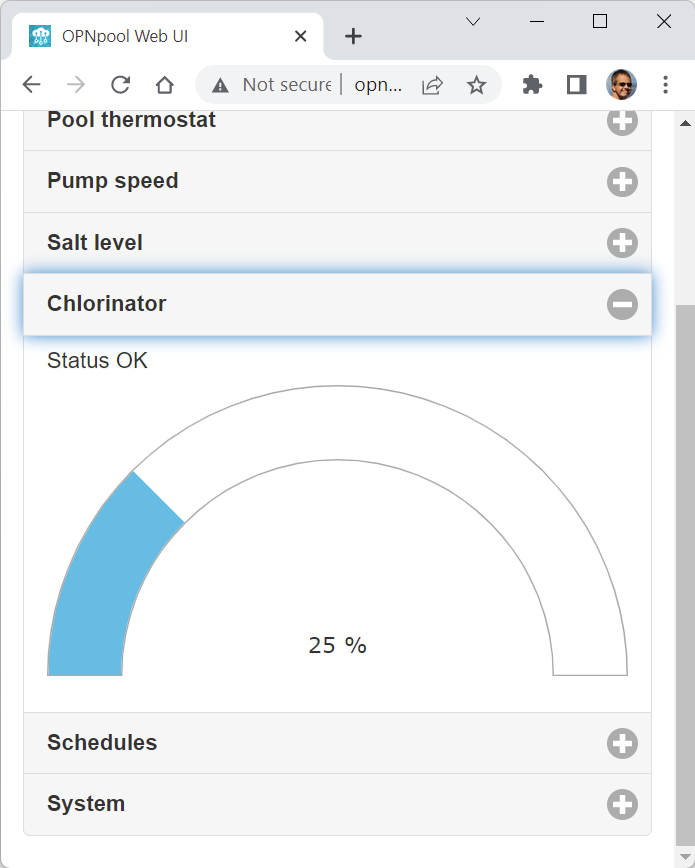 OPNpool Web UI
Not secure opn...
Pool thermostat
Pump speed
Salt level
Chlorinator
Status OK
25 %
Schedules
System